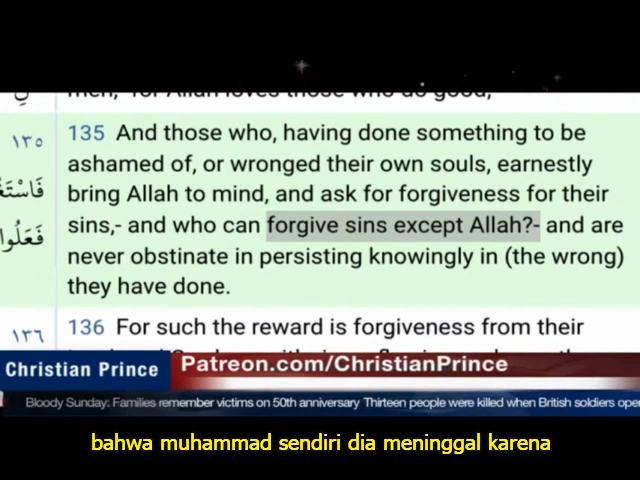 135 And those who, having done something to be
١٣٥
ashamed of, or wronged their own souls, earnestly
bring Allah to mind, and ask for forgiveness for their
sins,- and who can forgive sins except Allah?- and are
never obstinate in persisting knowingly in (the wrong)
they have done.
١٣٦
136 For such the reward is forgiveness from their
Christian Prince
Patreon.com/ChristianPrince
Bloody Sunday: Families remember victims on 50th anniversary Thirteen people were killed when British soldiers
bahwa muhammad sendiri dia meninggal karena